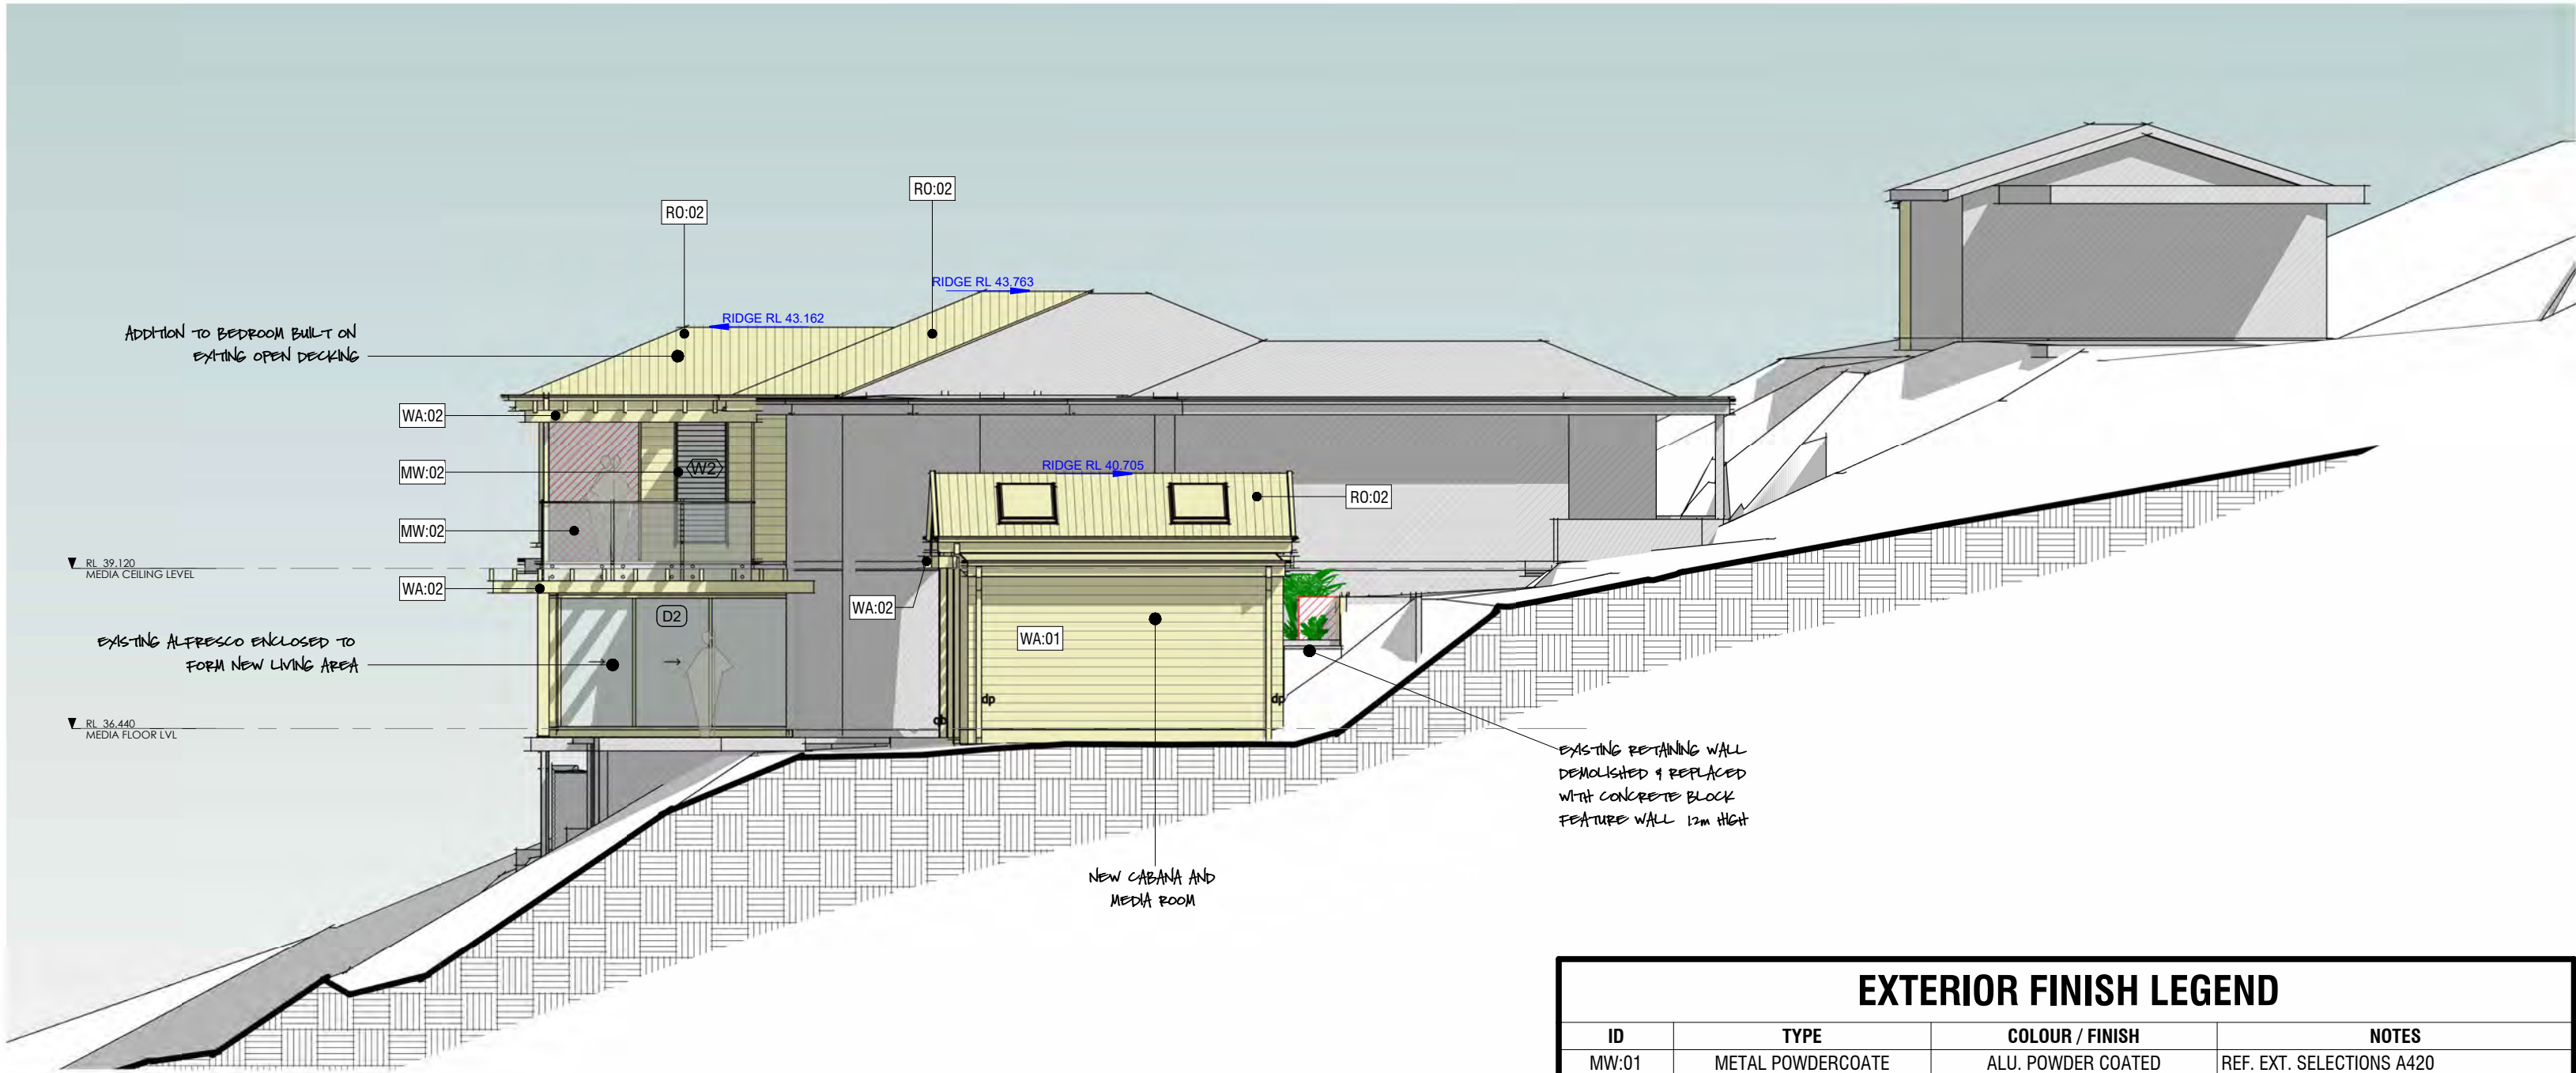 RO:02
RO:02
RIDGE RL 43.763
RIDGE RL 43.162
ADDITION TO BEDROOM BUILT ON
EXITING OPEN DECKING
WA:02
MW:02
W2
RIDGE RL 40.705
RO:02
MW:02
RL 39.120
MEDIA CEILING LEVEL
WA:02
WA:02
D2
WA:01
EXISTING ALFRESCO ENCLOSED TO
FORM NEW LIVING AREA
dp
dp
RL 36.440
MEDIA FLOOR LVL
EXISTING RETAINING WALL
DEMOLISHED & REPLACED
WITH CONCRETE BLOCK
FEATURE WALL 1.2m HIGH
NEW CABANA AND
MEDIA ROOM
EXTERIOR FINISH LEGEND
ID TYPE COLOUR / FINISH NOTES
MW:01 METAL POWDERCOATE ALU. POWDER COATED REF. EXT. SELECTIONS A420